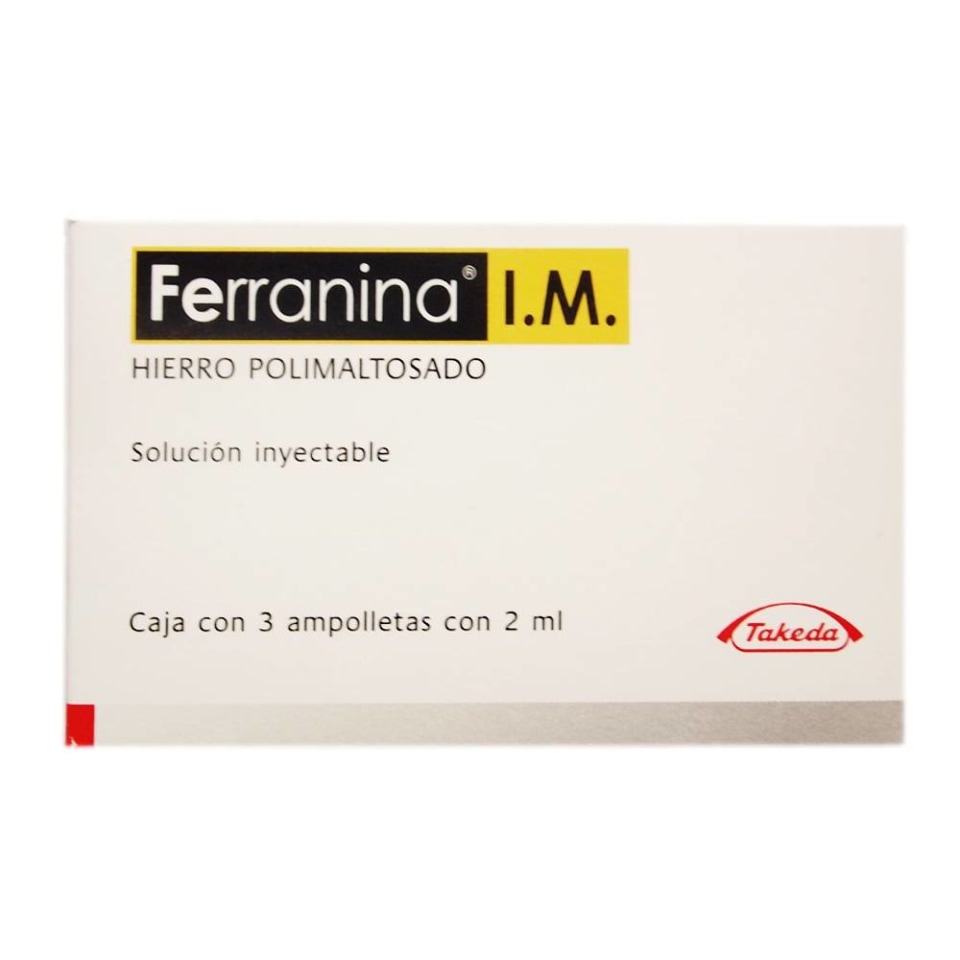 Ferranina® I.M.
HIERRO POLIMALTOSADO
Solución inyectable
Caja con 3 ampolletas con 2 ml
Takeda